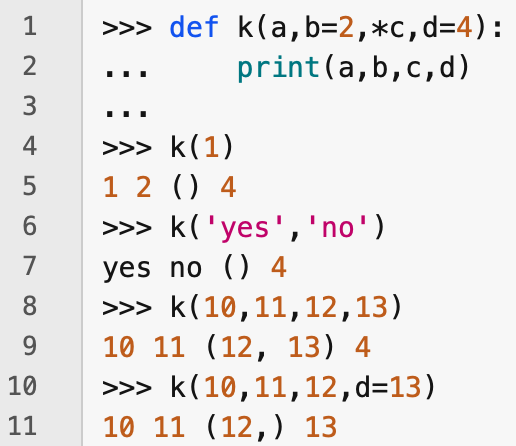 1 >>> def k(a,b=2,*c,d=4):
2 ...     print(a,b,c,d)
3 ...
4 >>> k(1)
5 1 2 () 4
6 >>> k('yes','no')
7 yes no () 4
8 >>> k(10,11,12,13)
9 10 11 (12, 13) 4
10 >>> k(10,11,12,d=13)
11 10 11 (12,) 13